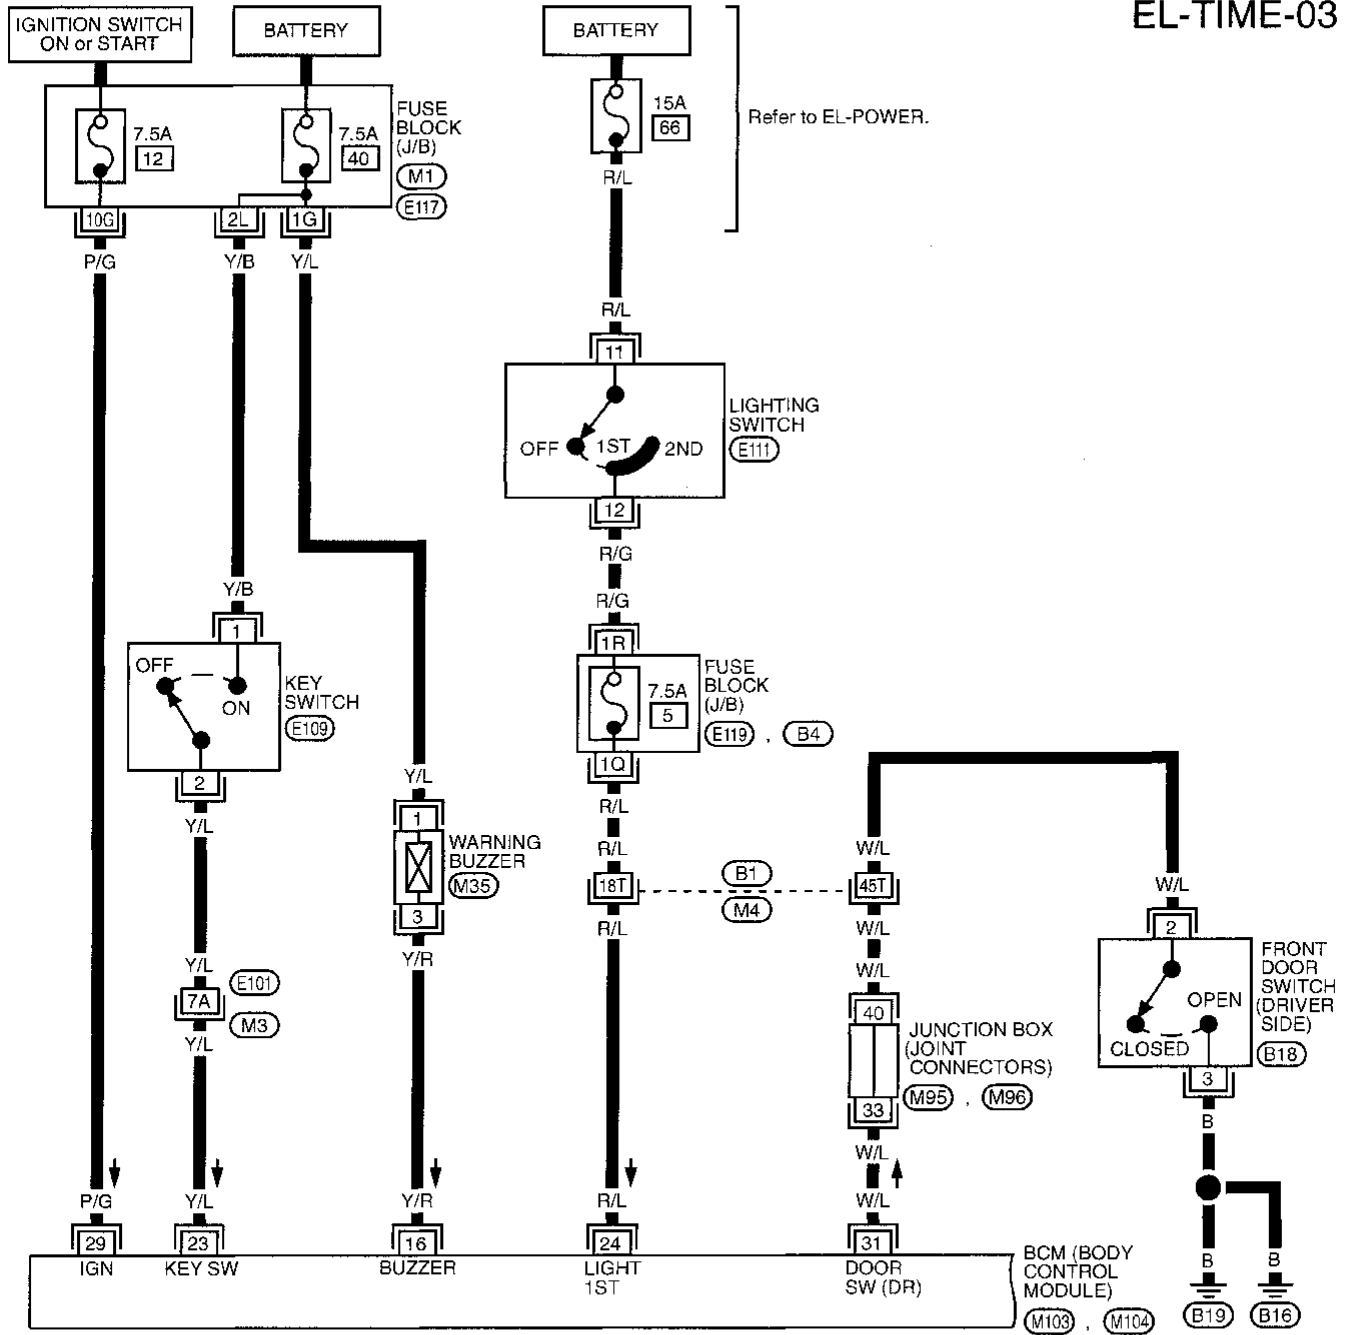 EL-TIME-03
IGNITION SWITCH
ON or START
BATTERY
BATTERY
7.5A
12
7.5A
40
FUSE
BLOCK
(J/B)
M1
E117
15A
66
Refer to EL-POWER.
10G
2L
1G
R/L
P/G
Y/B
Y/L
R/L
11
LIGHTING
SWITCH
E111
OFF
1ST
2ND
12
R/G
Y/B
R/G
1
1R
OFF
ON
KEY
SWITCH
E109
7.5A
5
FUSE
BLOCK
(J/B)
E119 , B4
2
1Q
Y/L
R/L
Y/L
1
WARNING
BUZZER
M35
3
R/L
W/L
18T
B1
M4
45T
W/L
R/L
W/L
2
Y/R
Y/L
W/L
7A
E101
M3
Y/L
40
JUNCTION BOX
(JOINT
CONNECTORS)
M95 , M96
33
FRONT
DOOR
SWITCH
(DRIVER
SIDE)
B18
OPEN
CLOSED
3
B
W/L
P/G
Y/L
Y/R
R/L
W/L
29
23
16
24
31
IGN
KEY SW
BUZZER
LIGHT
1ST
DOOR
SW (DR)
BCM (BODY
CONTROL
MODULE)
M103 , M104
B
B
B19
B16